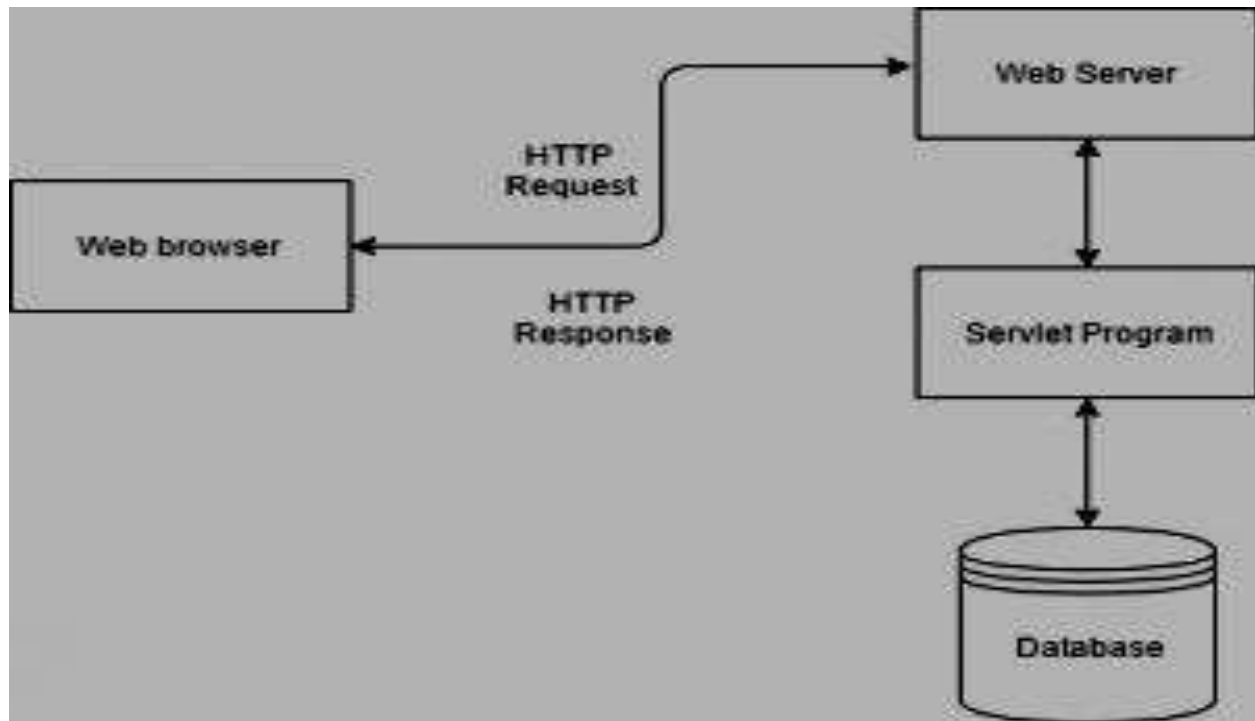 Web Server
HTTP
Request
Web browser
HTTP
Response
Servlet Program
Database